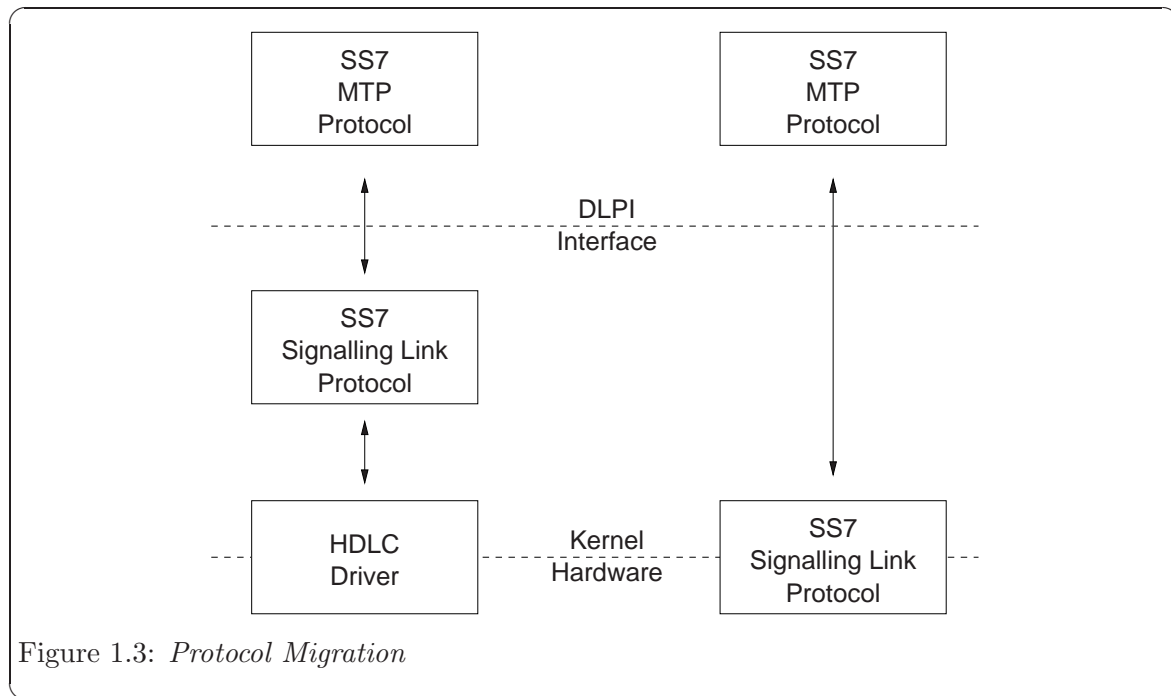 SS7
MTP
Protocol
SS7
MTP
Protocol
DLPI
Interface
SS7
Signalling Link
Protocol
HDLC
Driver
Kernel
Hardware
SS7
Signalling Link
Protocol
Figure 1.3: Protocol Migration